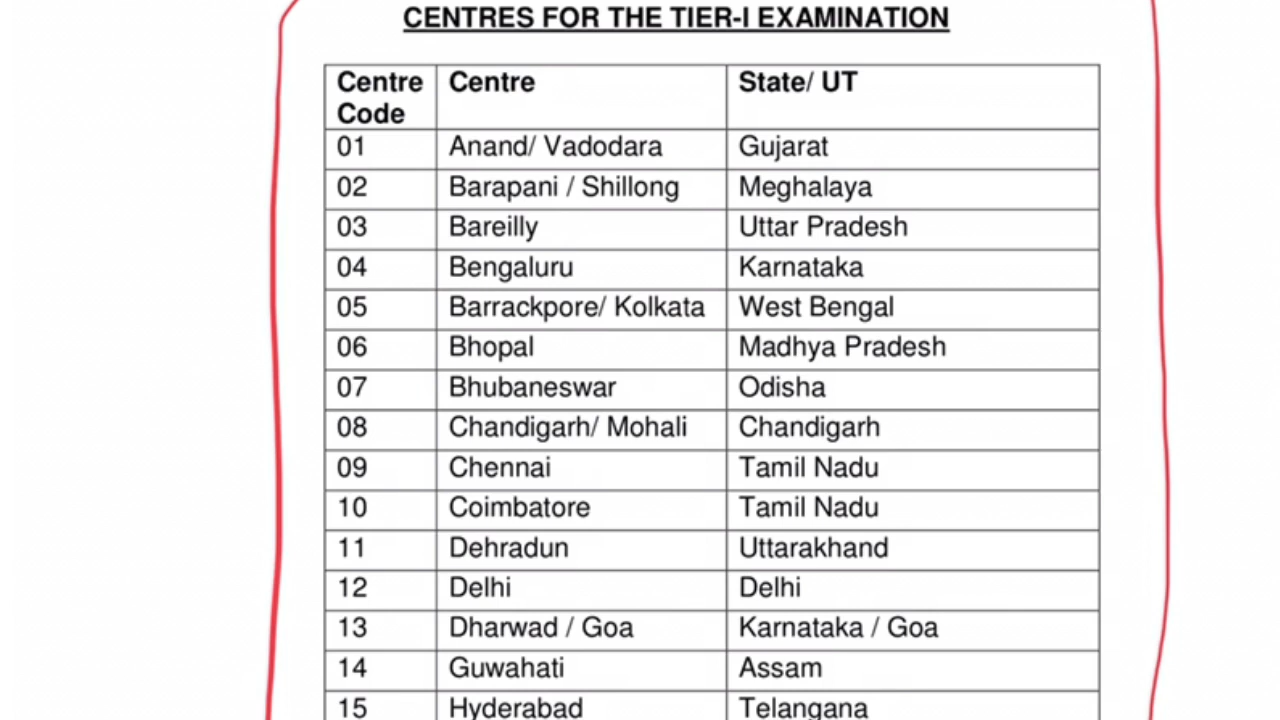 CENTRES FOR THE TIER-I EXAMINATION
Centre Code Centre State/ UT
01 Anand/ Vadodara Gujarat
02 Barapani / Shillong Meghalaya
03 Bareilly Uttar Pradesh
04 Bengaluru Karnataka
05 Barrackpore/ Kolkata West Bengal
06 Bhopal Madhya Pradesh
07 Bhubaneswar Odisha
08 Chandigarh/ Mohali Chandigarh
09 Chennai Tamil Nadu
10 Coimbatore Tamil Nadu
11 Dehradun Uttarakhand
12 Delhi Delhi
13 Dharwad / Goa Karnataka / Goa
14 Guwahati Assam
15 Hyderabad Telangana